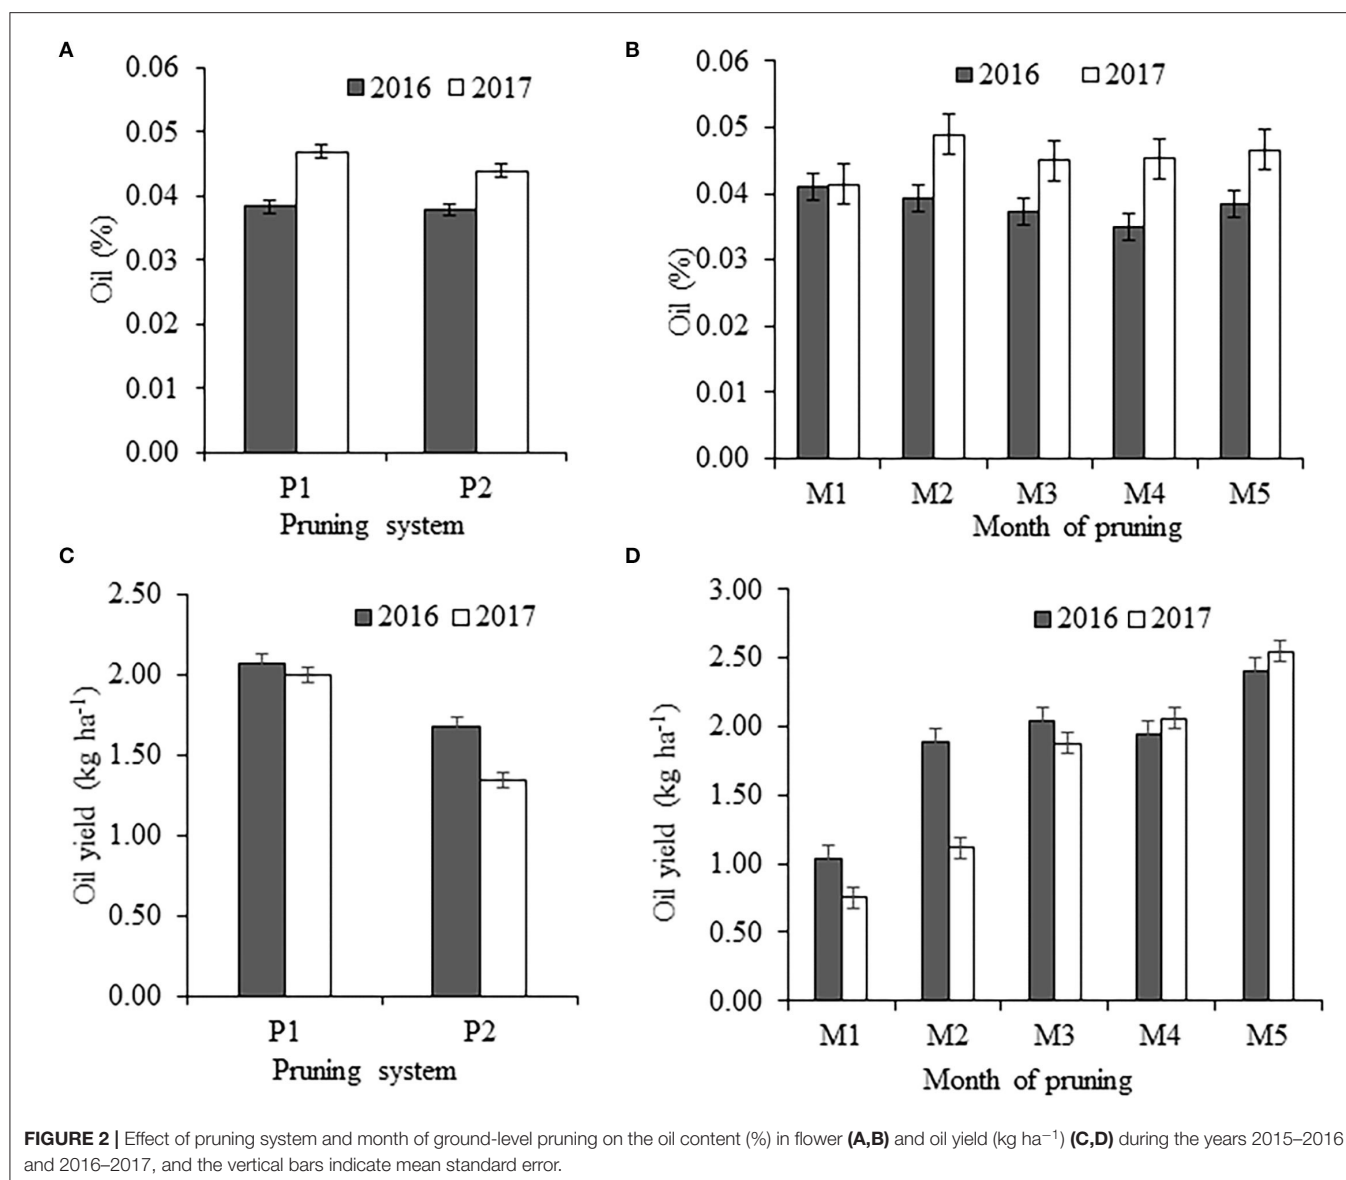 A
0.06
0.05
0.04
0.03
0.02
0.01
0.00
Oil (%)
2016 2017
P1 P2
Pruning system
B
0.06
0.05
0.04
0.03
0.02
0.01
0.00
Oil (%)
2016 2017
M1 M2 M3 M4 M5
Month of pruning
C
2.50
2.00
1.50
1.00
0.50
0.00
Oil yield (kg ha⁻¹)
2016 2017
P1 P2
Pruning system
D
3.00
2.50
2.00
1.50
1.00
0.50
0.00
Oil yield (kg ha⁻¹)
2016 2017
M1 M2 M3 M4 M5
Month of pruning
FIGURE 2 | Effect of pruning system and month of ground-level pruning on the oil content (%) in flower (A,B) and oil yield (kg ha⁻¹) (C,D) during the years 2015–2016
and 2016–2017, and the vertical bars indicate mean standard error.